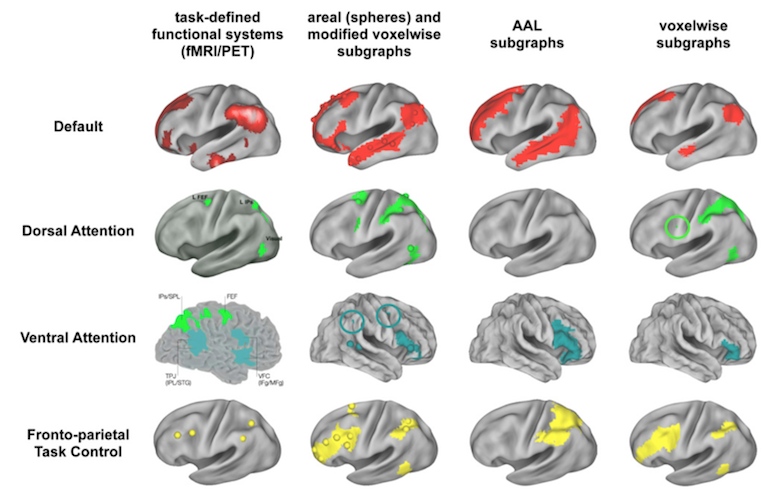 task-defined
functional systems
(fMRI/PET)
areal (spheres) and
modified voxelwise
subgraphs
AAL
subgraphs
voxelwise
subgraphs
Default
Dorsal Attention
L FEF
L IPs
Visual
Ventral Attention
IPs/SPL
FEF
TPJ
(IPL/STG)
VFC
(IFg/MFg)
Fronto-parietal
Task Control